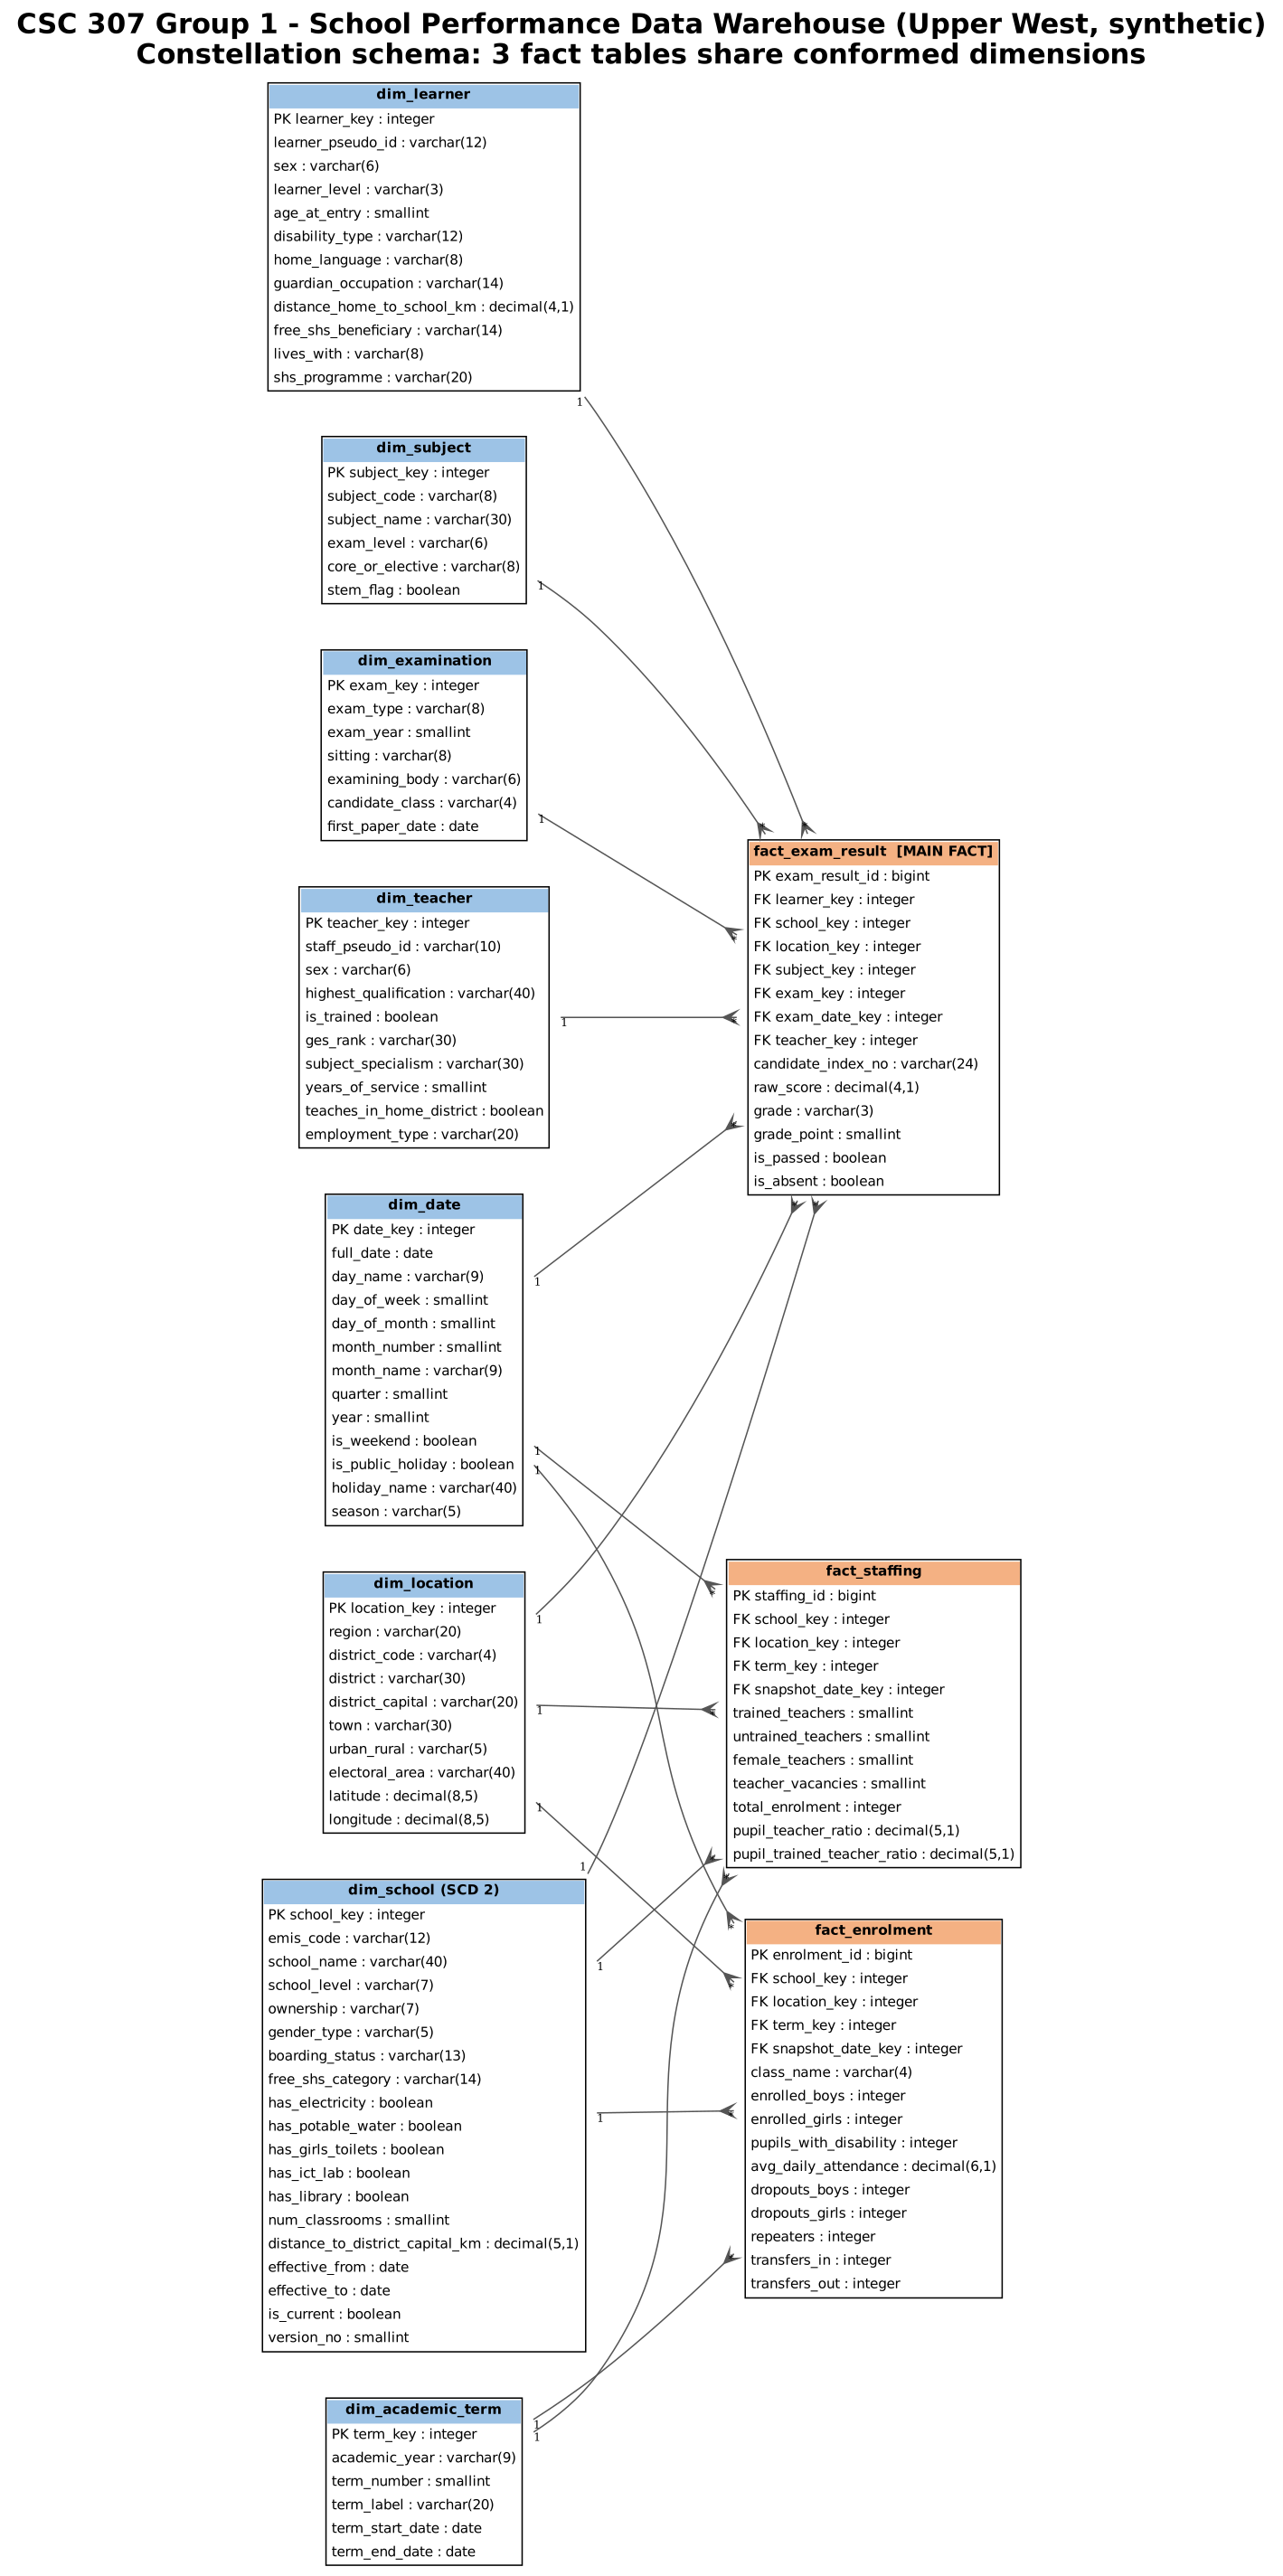 CSC 307 Group 1 - School Performance Data Warehouse (Upper West, synthetic)
Constellation schema: 3 fact tables share conformed dimensions
dim_learner
PK learner_key : integer
learner_pseudo_id : varchar(12)
sex : varchar(6)
learner_level : varchar(3)
age_at_entry : smallint
disability_type : varchar(12)
home_language : varchar(8)
guardian_occupation : varchar(14)
distance_home_to_school_km : decimal(4,1)
free_shs_beneficiary : varchar(14)
lives_with : varchar(8)
shs_programme : varchar(20)
1
dim_subject
PK subject_key : integer
subject_code : varchar(8)
subject_name : varchar(30)
exam_level : varchar(6)
core_or_elective : varchar(8)
stem_flag : boolean
1
dim_examination
PK exam_key : integer
exam_type : varchar(8)
exam_year : smallint
sitting : varchar(8)
examining_body : varchar(6)
candidate_class : varchar(4)
first_paper_date : date
1
dim_teacher
PK teacher_key : integer
staff_pseudo_id : varchar(10)
sex : varchar(6)
highest_qualification : varchar(40)
is_trained : boolean
ges_rank : varchar(30)
subject_specialism : varchar(30)
years_of_service : smallint
teaches_in_home_district : boolean
employment_type : varchar(20)
1
fact_exam_result [MAIN FACT]
PK exam_result_id : bigint
FK learner_key : integer
FK school_key : integer
FK location_key : integer
FK subject_key : integer
FK exam_key : integer
FK exam_date_key : integer
FK teacher_key : integer
candidate_index_no : varchar(24)
raw_score : decimal(4,1)
grade : varchar(3)
grade_point : smallint
is_passed : boolean
is_absent : boolean
*
*
*
*
*
*
*
dim_date
PK date_key : integer
full_date : date
day_name : varchar(9)
day_of_week : smallint
day_of_month : smallint
month_number : smallint
month_name : varchar(9)
quarter : smallint
year : smallint
is_weekend : boolean
is_public_holiday : boolean
holiday_name : varchar(40)
season : varchar(5)
1
1
1
dim_location
PK location_key : integer
region : varchar(20)
district_code : varchar(4)
district : varchar(30)
district_capital : varchar(20)
town : varchar(30)
urban_rural : varchar(5)
electoral_area : varchar(40)
latitude : decimal(8,5)
longitude : decimal(8,5)
1
1
1
fact_staffing
PK staffing_id : bigint
FK school_key : integer
FK location_key : integer
FK term_key : integer
FK snapshot_date_key : integer
trained_teachers : smallint
untrained_teachers : smallint
female_teachers : smallint
teacher_vacancies : smallint
total_enrolment : integer
pupil_teacher_ratio : decimal(5,1)
pupil_trained_teacher_ratio : decimal(5,1)
*
*
*
*
dim_school (SCD 2)
PK school_key : integer
emis_code : varchar(12)
school_name : varchar(40)
school_level : varchar(7)
ownership : varchar(7)
gender_type : varchar(5)
boarding_status : varchar(13)
free_shs_category : varchar(14)
has_electricity : boolean
has_potable_water : boolean
has_girls_toilets : boolean
has_ict_lab : boolean
has_library : boolean
num_classrooms : smallint
distance_to_district_capital_km : decimal(5,1)
effective_from : date
effective_to : date
is_current : boolean
version_no : smallint
1
1
1
fact_enrolment
PK enrolment_id : bigint
FK school_key : integer
FK location_key : integer
FK term_key : integer
FK snapshot_date_key : integer
class_name : varchar(4)
enrolled_boys : integer
enrolled_girls : integer
pupils_with_disability : integer
avg_daily_attendance : decimal(6,1)
dropouts_boys : integer
dropouts_girls : integer
repeaters : integer
transfers_in : integer
transfers_out : integer
*
*
*
*
dim_academic_term
PK term_key : integer
academic_year : varchar(9)
term_number : smallint
term_label : varchar(20)
term_start_date : date
term_end_date : date
1
1